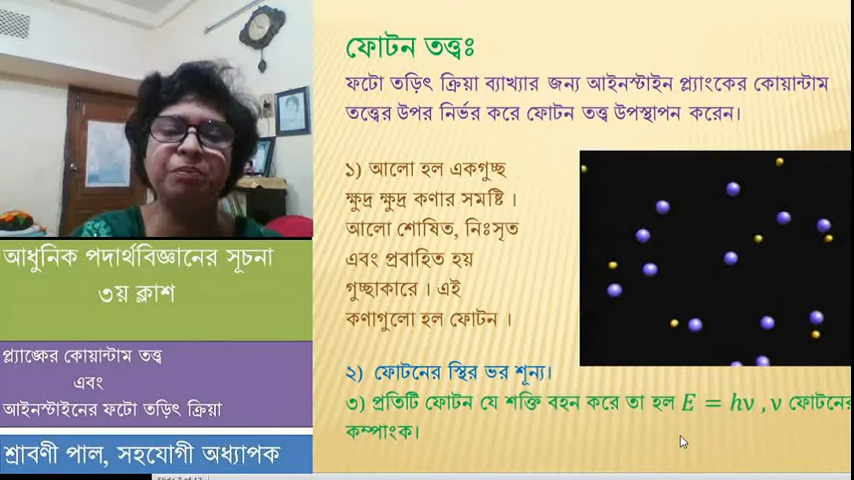 ফোটন তত্ত্বঃ
ফটো তড়িৎ ক্রিয়া ব্যাখ্যার জন্য আইনস্টাইন প্ল্যাংকের কোয়ান্টাম
তত্ত্বের উপর নির্ভর করে ফোটন তত্ত্ব উপস্থাপন করেন।
১) আলো হল একগুচ্ছ
ক্ষুদ্র ক্ষুদ্র কণার সমষ্টি ।
আলো শোষিত, নিঃসৃত
এবং প্রবাহিত হয়
গুচ্ছাকারে । এই
কণাগুলো হল ফোটন ।
২) ফোটনের স্থির ভর শূন্য।
৩) প্রতিটি ফোটন যে শক্তি বহন করে তা হল E = hν , ν ফোটনের
কম্পাংক।
আধুনিক পদার্থবিজ্ঞানের সূচনা
৩য় ক্লাশ
প্ল্যাঙ্কের কোয়ান্টাম তত্ত্ব
এবং
আইনস্টাইনের ফটো তড়িৎ ক্রিয়া
শ্রাবণী পাল, সহযোগী অধ্যাপক